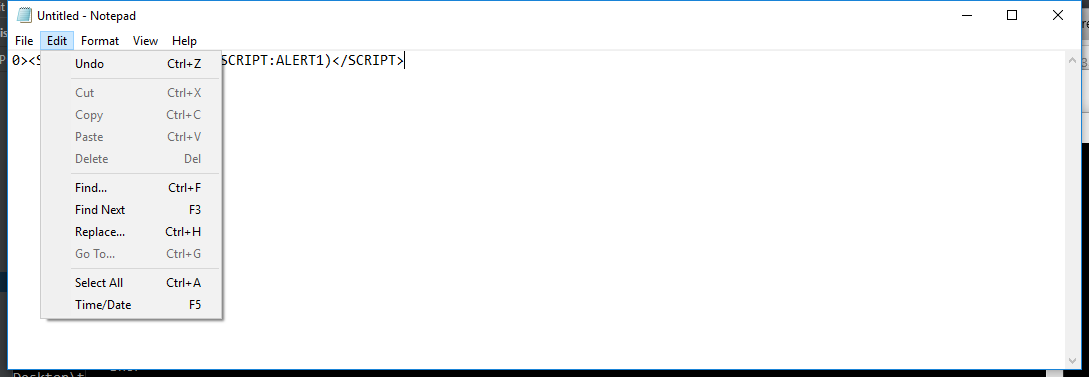 Untitled - Notepad
File Edit Format View Help
0><S SCRIPT:ALERT1)</SCRIPT>
Undo Ctrl+Z
Cut Ctrl+X
Copy Ctrl+C
Paste Ctrl+V
Delete Del
Find... Ctrl+F
Find Next F3
Replace... Ctrl+H
Go To... Ctrl+G
Select All Ctrl+A
Time/Date F5